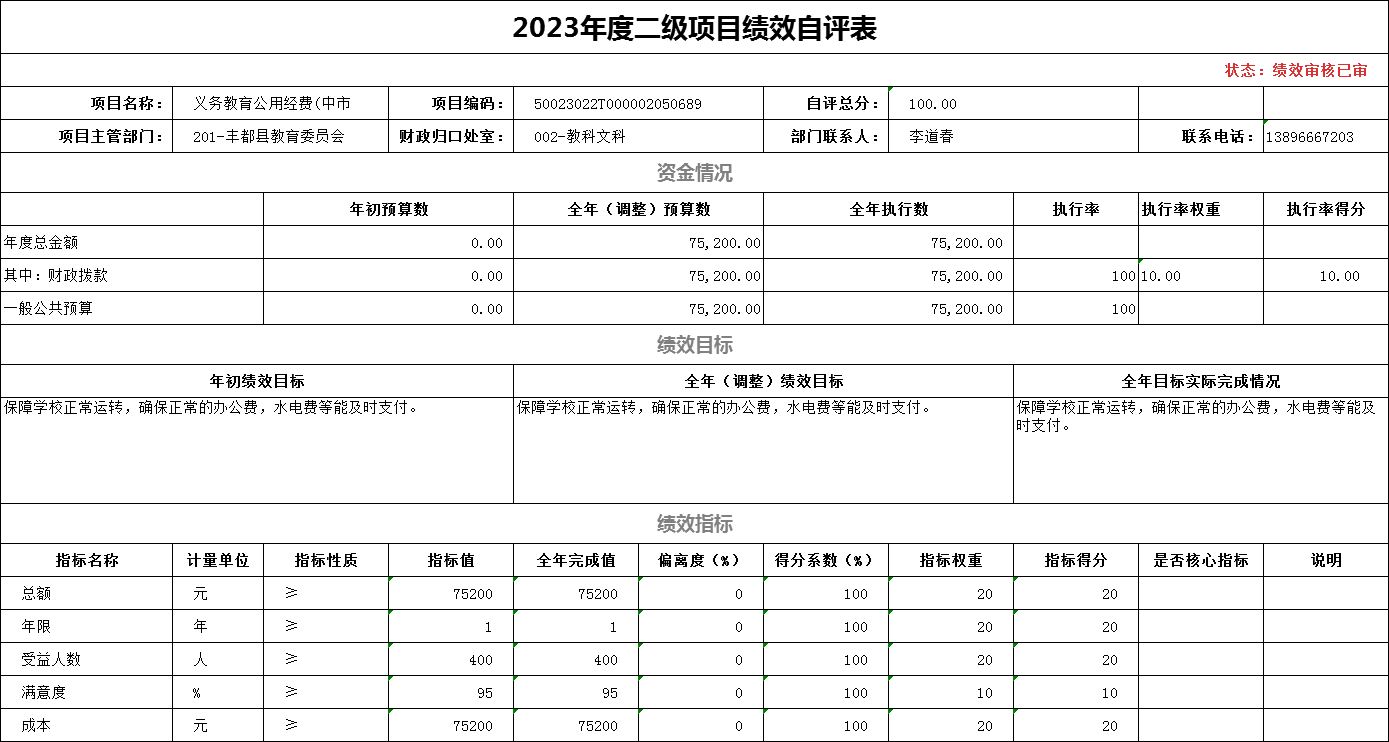 2023年度二级项目绩效自评表
状态：绩效审核已审
项目名称： 义务教育公用经费(中市 项目编码： 50023022T000002050689 自评总分： 100.00
项目主管部门： 201-丰都县教育委员会 财政归口处室： 002-教科文科 部门联系人： 李道春 联系电话： 13896667203
资金情况
年初预算数 全年（调整）预算数 全年执行数 执行率 执行率权重 执行率得分
年度总金额 0.00 75,200.00 75,200.00
其中：财政拨款 0.00 75,200.00 75,200.00 100 10.00 10.00
一般公共预算 0.00 75,200.00 75,200.00 100
绩效目标
年初绩效目标 全年（调整）绩效目标 全年目标实际完成情况
保障学校正常运转，确保正常的办公费，水电费等能及时支付。 保障学校正常运转，确保正常的办公费，水电费等能及时支付。 保障学校正常运转，确保正常的办公费，水电费等能及
时支付。
绩效指标
指标名称 计量单位 指标性质 指标值 全年完成值 偏离度（%） 得分系数（%） 指标权重 指标得分 是否核心指标 说明
总额 元 ≥ 75200 75200 0 100 20 20
年限 年 ≥ 1 1 0 100 20 20
受益人数 人 ≥ 400 400 0 100 20 20
满意度 % ≥ 95 95 0 100 10 10
成本 元 ≥ 75200 75200 0 100 20 20